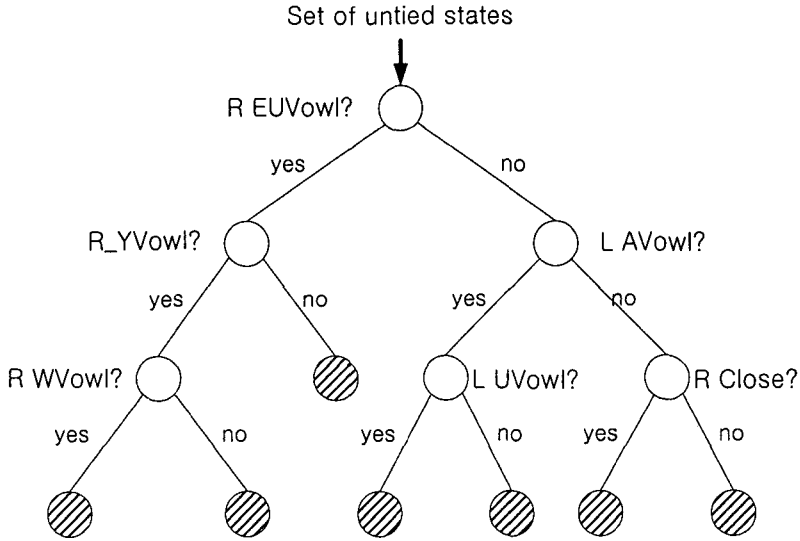 Set of untied states
R EUVowl?
yes
no
R_YVowl?
L AVowl?
yes
no
yes
no
R WVowl?
L UVowl?
R Close?
yes
no
yes
no
yes
no